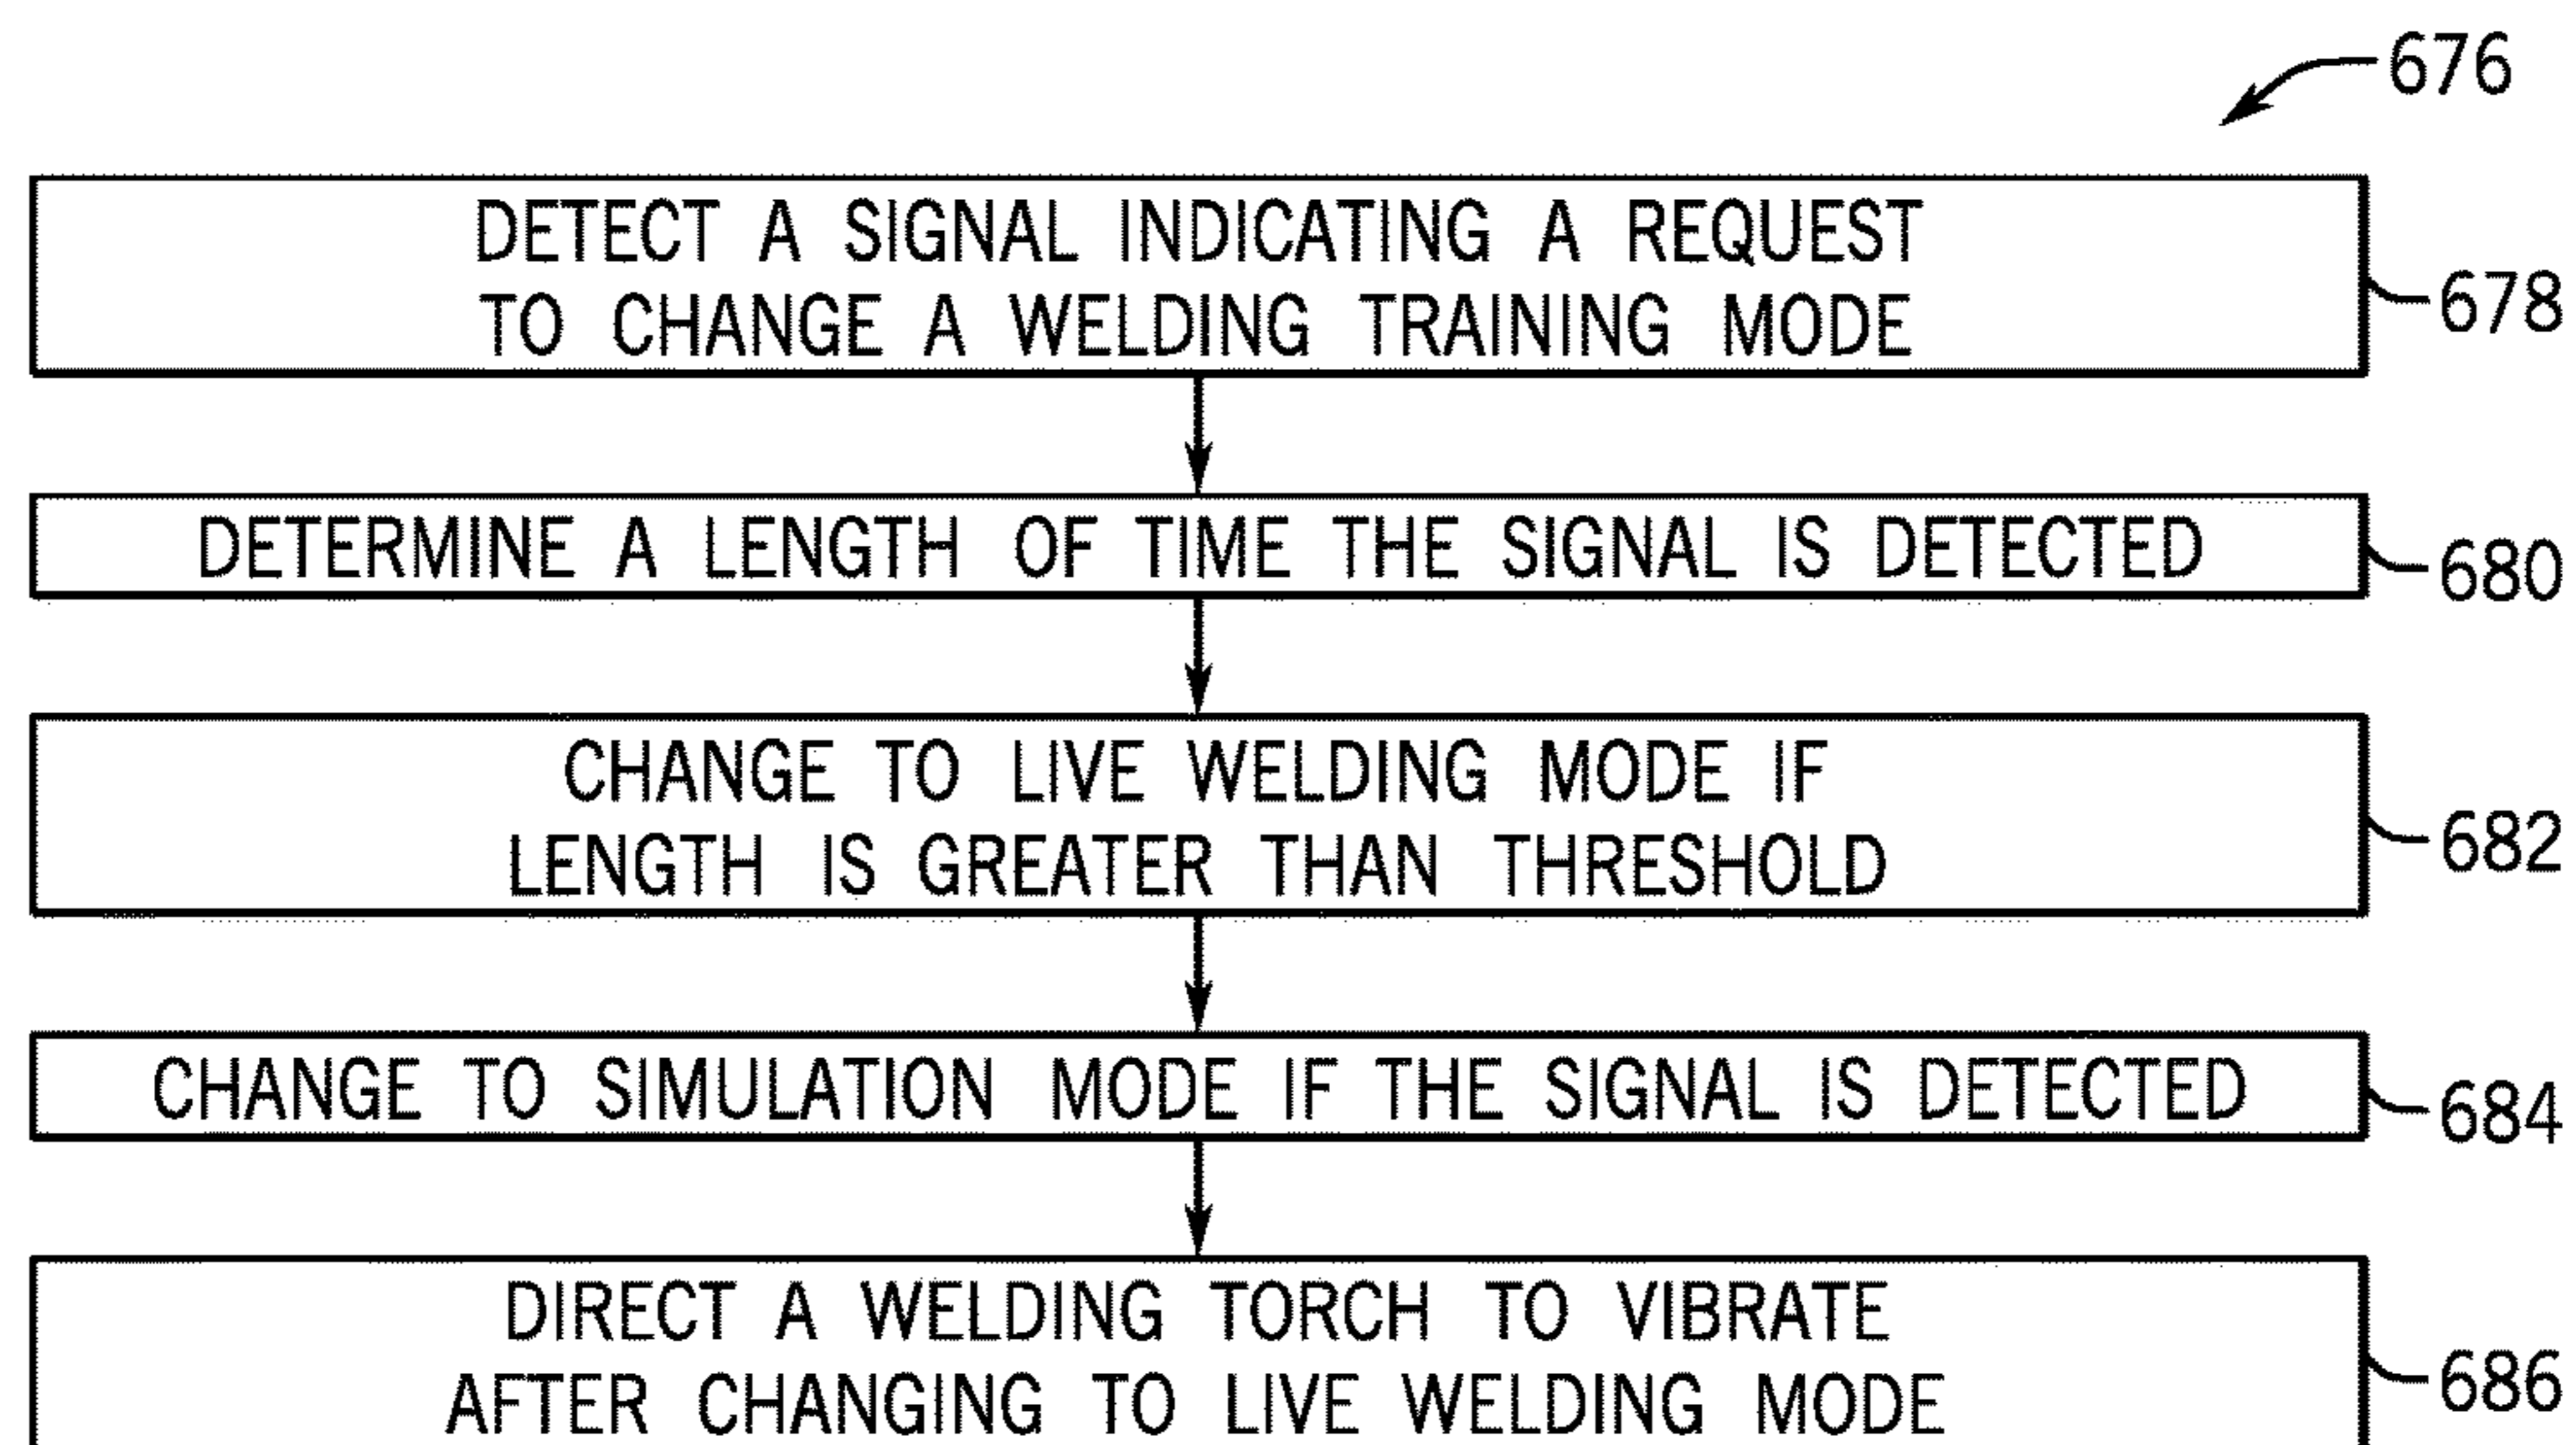 676
DETECT A SIGNAL INDICATING A REQUEST
TO CHANGE A WELDING TRAINING MODE
678
DETERMINE A LENGTH OF TIME THE SIGNAL IS DETECTED
680
CHANGE TO LIVE WELDING MODE IF
LENGTH IS GREATER THAN THRESHOLD
682
CHANGE TO SIMULATION MODE IF THE SIGNAL IS DETECTED
684
DIRECT A WELDING TORCH TO VIBRATE
AFTER CHANGING TO LIVE WELDING MODE
686